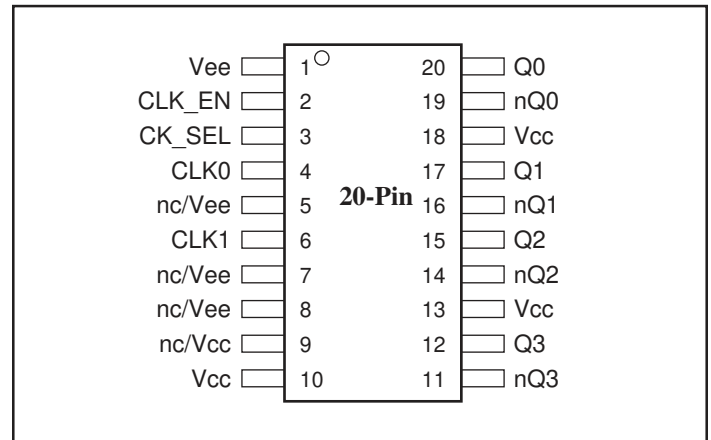 Vee 1 20 Q0
CLK_EN 2 19 nQ0
CK_SEL 3 18 Vcc
CLK0 4 17 Q1
nc/Vee 5 20-Pin 16 nQ1
CLK1 6 15 Q2
nc/Vee 7 14 nQ2
nc/Vee 8 13 Vcc
nc/Vcc 9 12 Q3
Vcc 10 11 nQ3